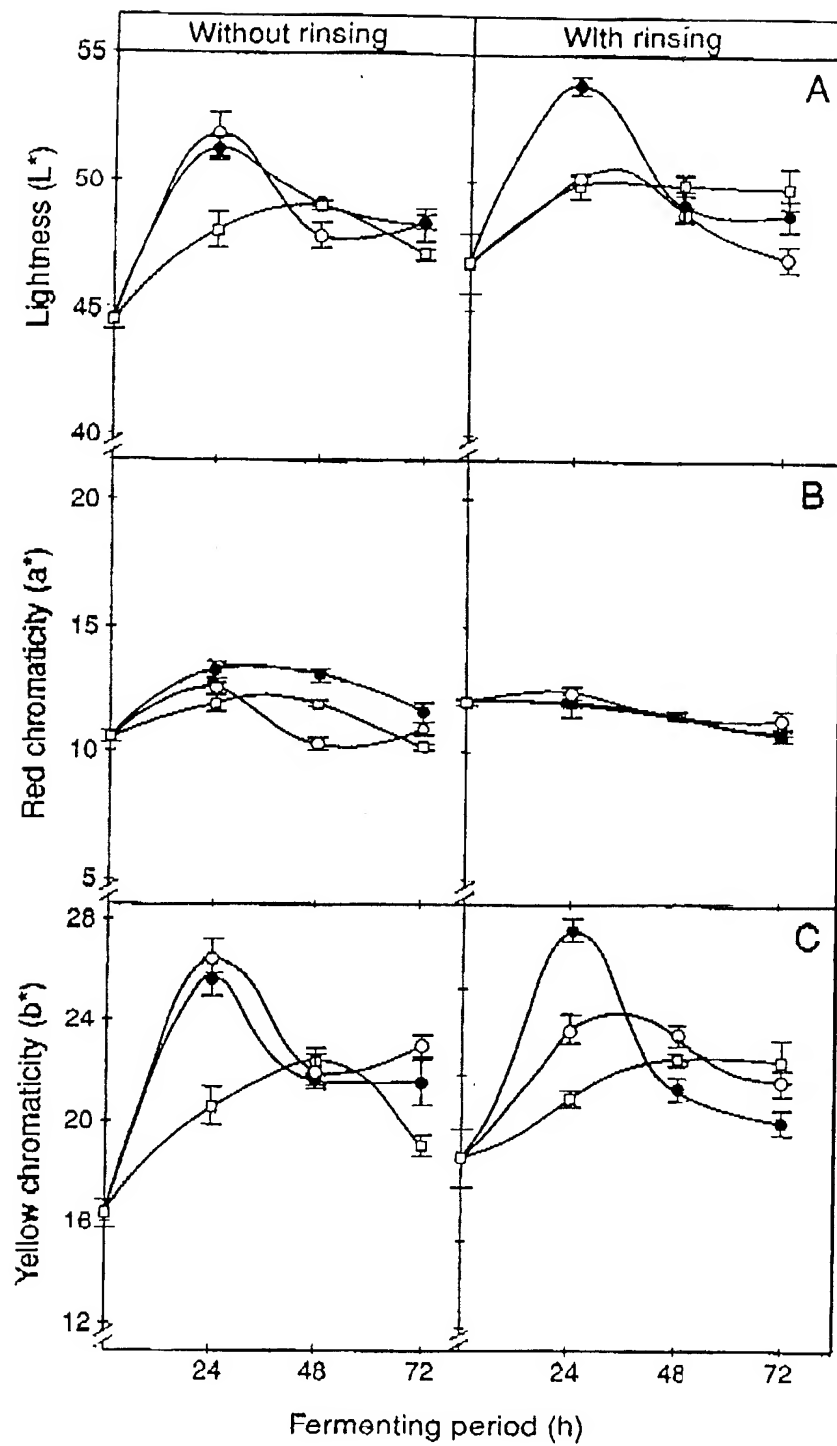 Without rinsing
With rinsing
A
Lightness (L*)
55
50
45
40
B
Red chromaticity (a*)
20
15
10
5
C
Yellow chromaticity (b*)
28
24
20
16
12
24 48 72 24 48 72
Fermenting period (h)